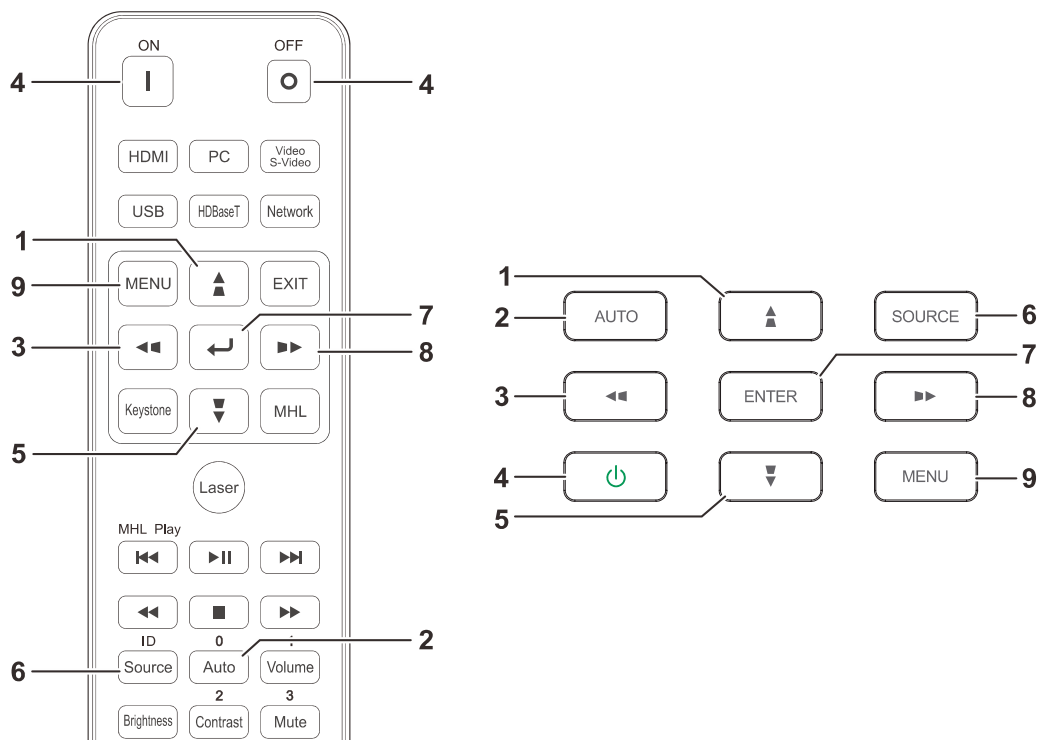 ON OFF
4 4
HDMI PC Video S-Video
USB HDBaseT Network
1
9 MENU EXIT
7
3 8
Keystone MHL
5
Laser
MHL Play
ID 0
2
6 Source Auto Volume
2 3
Brightness Contrast Mute
1
2 AUTO SOURCE 6
7
3 ENTER 8
4 MENU 9
5